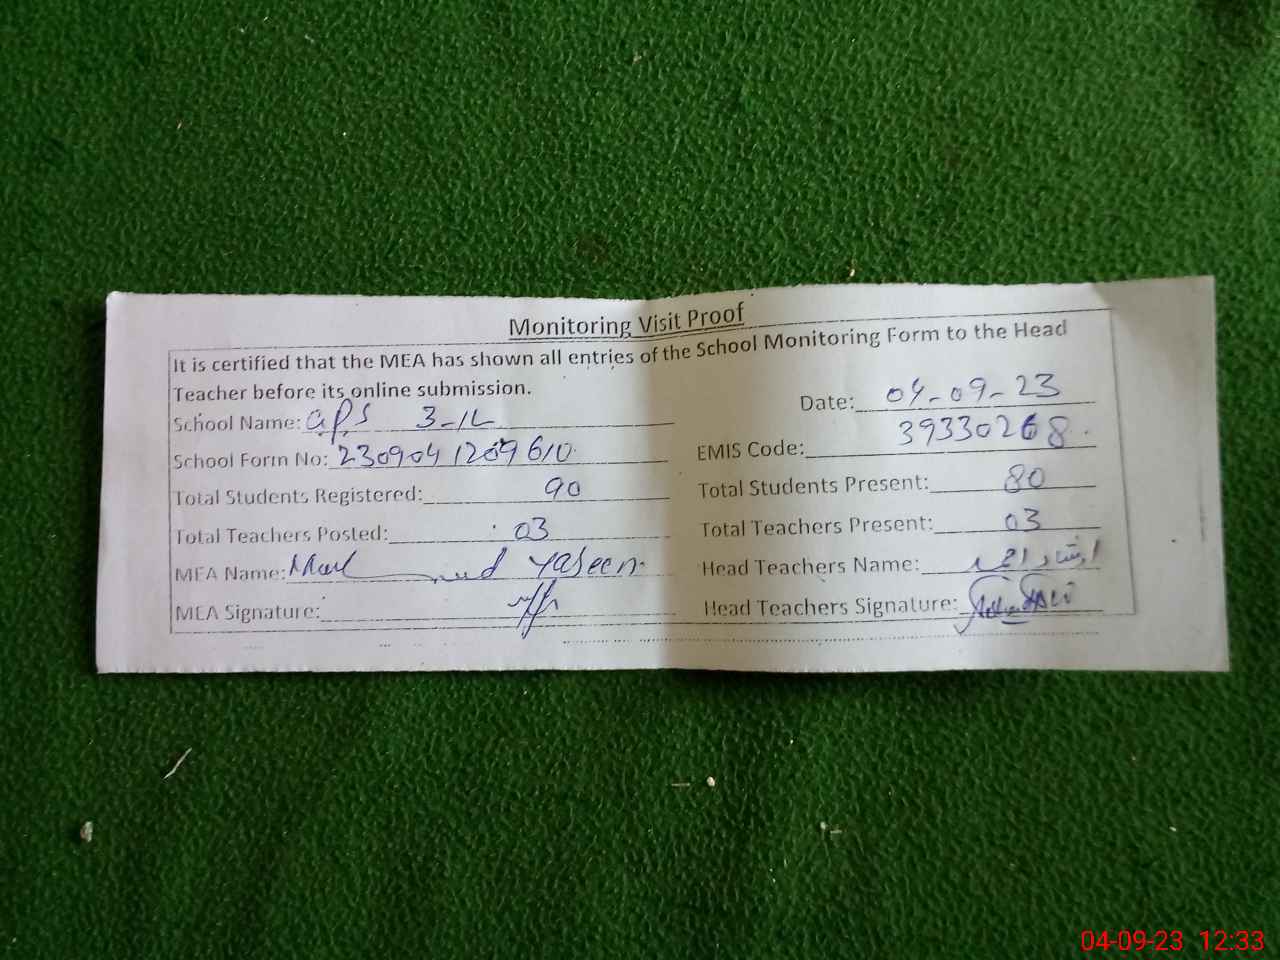 Monitoring Visit Proof
It is certified that the MEA has shown all entries of the School Monitoring Form to the Head
Teacher before its online submission.
Date: 04-09-23
School Name: GPS 3-1L
EMIS Code: 39330268
School Form No: 2309041209610
Total Students Registered: 90
Total Students Present: 80
Total Teachers Posted: 03
Total Teachers Present: 03
MEA Name: Yaseen
Head Teachers Name:
MEA Signature:
Head Teachers Signature:
04-09-23 12:33